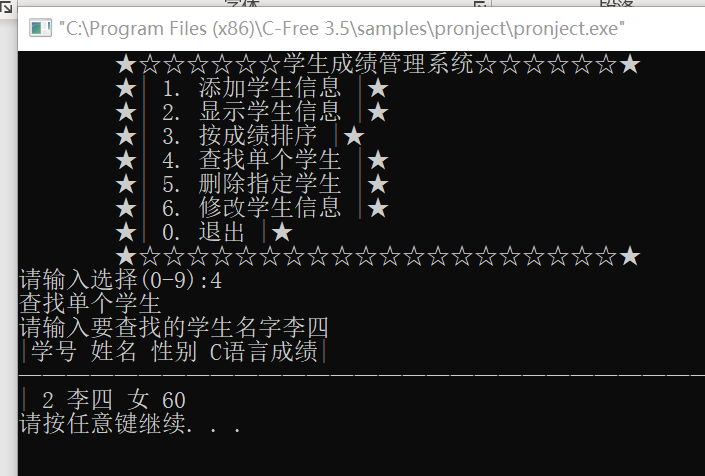 字体 段落
"C:\Program Files (x86)\C-Free 3.5\samples\pronject\pronject.exe"
★☆☆☆☆☆☆学生成绩管理系统☆☆☆☆☆☆★
★| 1. 添加学生信息 |★
★| 2. 显示学生信息 |★
★| 3. 按成绩排序 |★
★| 4. 查找单个学生 |★
★| 5. 删除指定学生 |★
★| 6. 修改学生信息 |★
★| 0. 退出 |★
★☆☆☆☆☆☆☆☆☆☆☆☆☆☆☆☆☆☆☆☆★
请输入选择(0-9):4
查找单个学生
请输入要查找的学生名字李四
|学号 姓名 性别 C语言成绩|
| 2 李四 女 60
请按任意键继续. . .